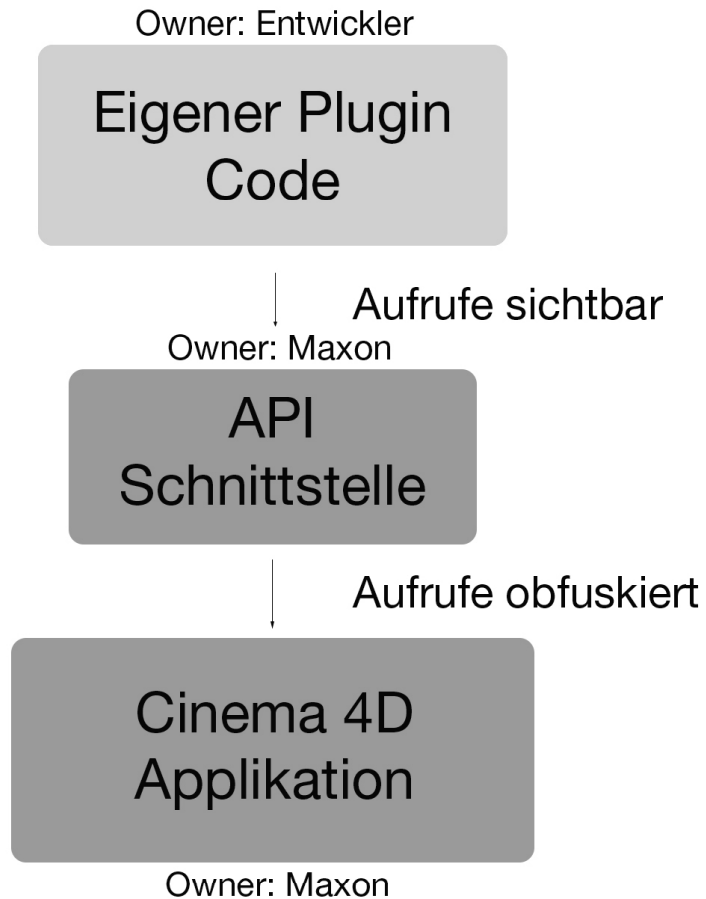 Owner: Entwickler
Eigener Plugin
Code
Aufrufe sichtbar
Owner: Maxon
API
Schnittstelle
Aufrufe obfuskiert
Cinema 4D
Applikation
Owner: Maxon